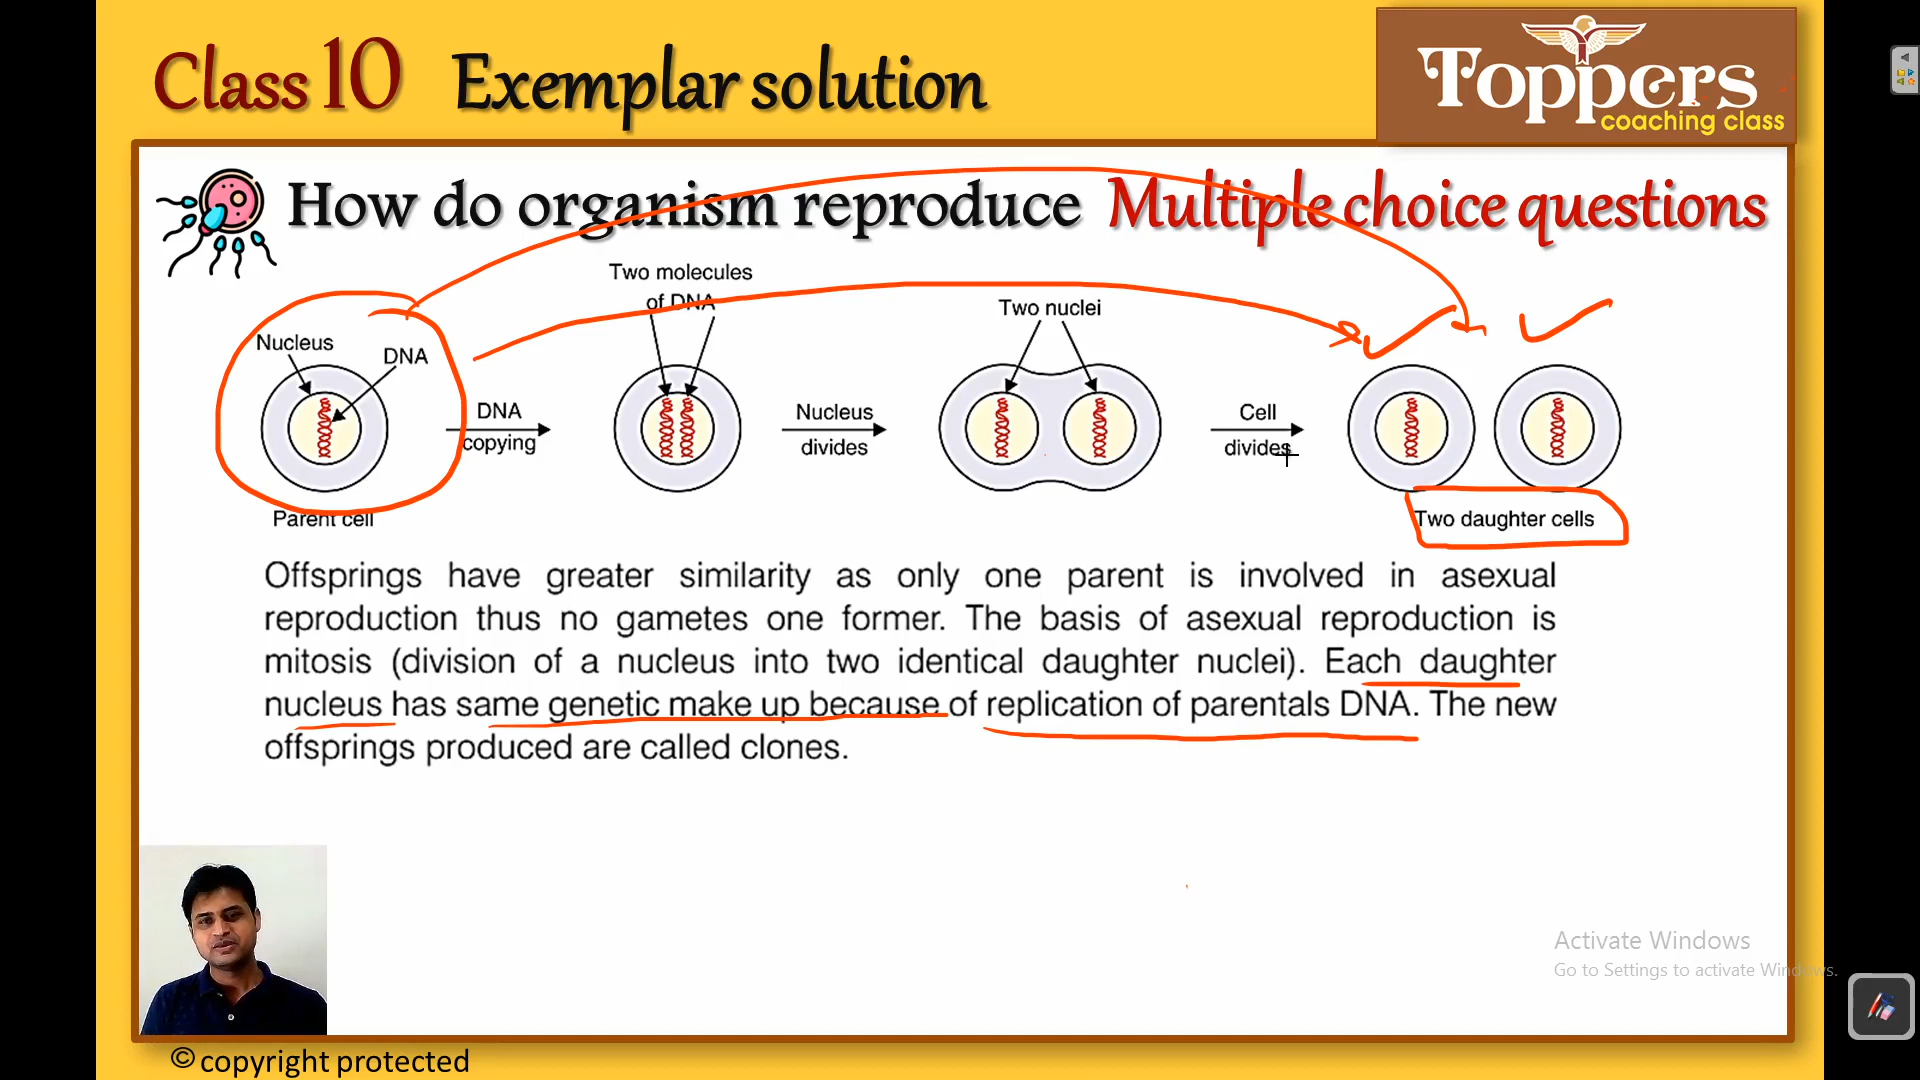 Class 10 Exemplar solution
Toppers
coaching class
How do organism reproduce Multiple choice questions
Two molecules
of DNA
Two nuclei
Nucleus
DNA
DNA
copying
Nucleus
divides
Cell
divides
Parent cell
Two daughter cells
Offsprings have greater similarity as only one parent is involved in asexual
reproduction thus no gametes one former. The basis of asexual reproduction is
mitosis (division of a nucleus into two identical daughter nuclei). Each daughter
nucleus has same genetic make up because of replication of parentals DNA. The new
offsprings produced are called clones.
Activate Windows
Go to Settings to activate Windows.
© copyright protected